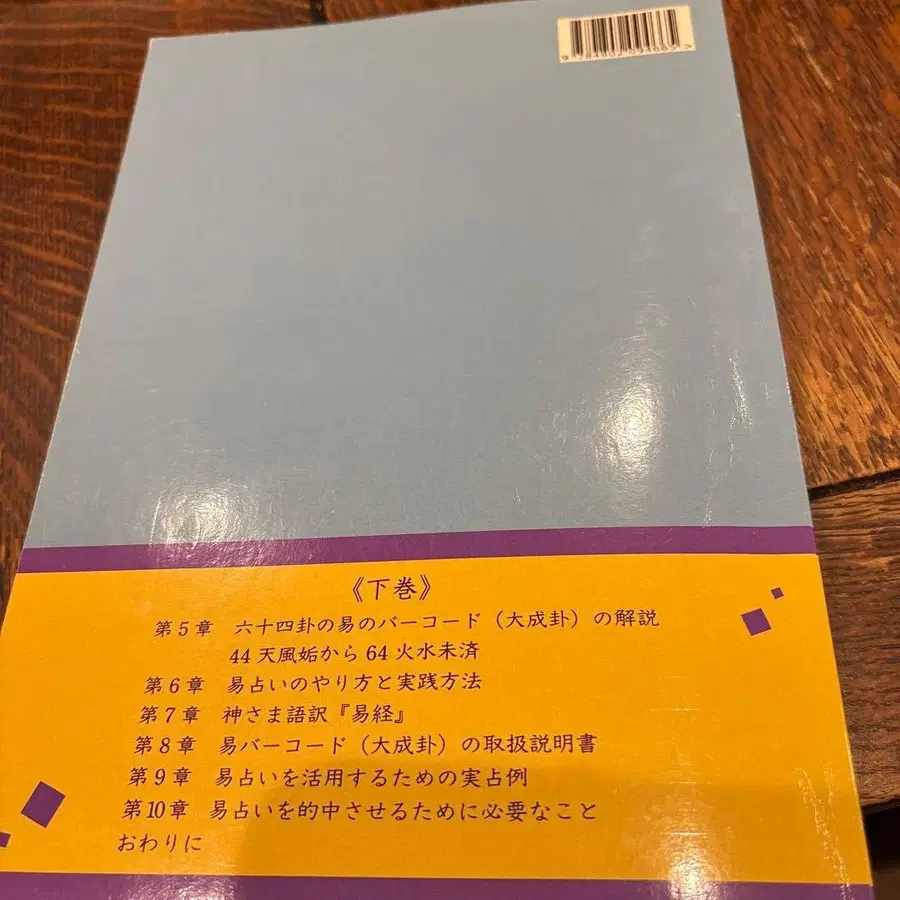 《下巻》
第5章 六十四卦の易のバーコード（大成卦）の解説
44 天風姤から 64 火水未済
第6章 易占いのやり方と実践方法
第7章 神さま語訳『易経』
第8章 易バーコード（大成卦）の取扱説明書
第9章 易占いを活用するための実占例
第10章 易占いを的中させるために必要なこと
おわりに